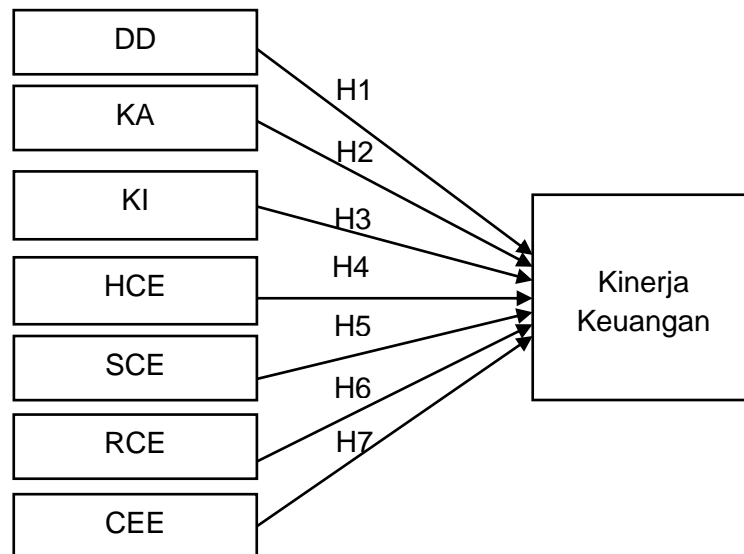 DD
H1
KA
H2
KI
H3
HCE
H4
Kinerja
Keuangan
SCE
H5
RCE
H6
CEE
H7